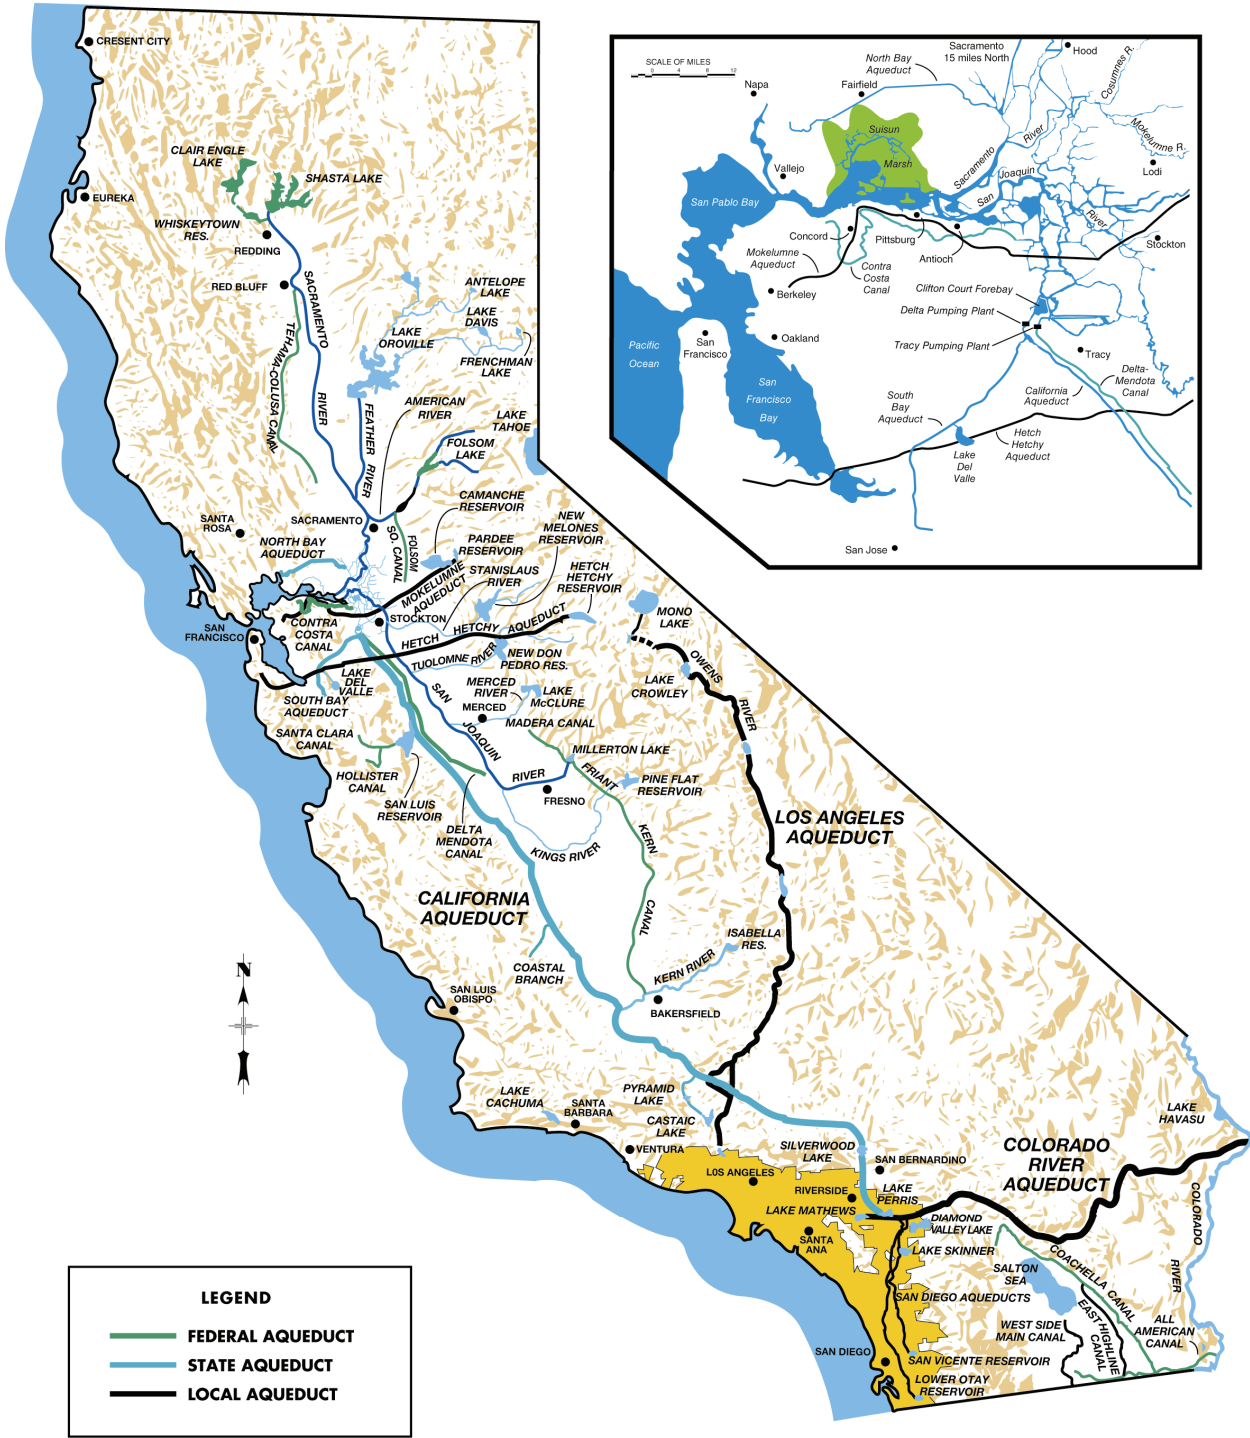 CRESENT CITY
CLAIR ENGLE
LAKE
SHASTA LAKE
EUREKA
WHISKEYTOWN
RES.
REDDING
RED BLUFF
SACRAMENTO
RIVER
TEHAMA-COLUSA CANAL
ANTELOPE
LAKE
LAKE
DAVIS
LAKE
OROVILLE
FRENCHMAN
LAKE
FEATHER
RIVER
AMERICAN
RIVER
LAKE
TAHOE
FOLSOM
LAKE
SANTA
ROSA
SACRAMENTO
CAMANCHE
RESERVOIR
NEW
MELONES
RESERVOIR
NORTH BAY
AQUEDUCT
FOLSOM
SO. CANAL
PARDEE
RESERVOIR
MOKELUMNE
AQUEDUCT
STANISLAUS
RIVER
HETCH
HETCHY
RESERVOIR
MONO
LAKE
SAN
FRANCISCO
CONTRA
COSTA
CANAL
STOCKTON
HETCH HETCHY AQUEDUCT
TUOLOMNE RIVER
NEW DON
PEDRO RES.
LAKE
DEL
VALLE
SOUTH BAY
AQUEDUCT
MERCED
RIVER
LAKE
McCLURE
MERCED
SAN JOAQUIN RIVER
MADERA CANAL
LAKE
CROWLEY
OWENS
RIVER
SANTA CLARA
CANAL
HOLLISTER
CANAL
SAN LUIS
RESERVOIR
MILLERTON LAKE
FRIANT
KERN
CANAL
PINE FLAT
RESERVOIR
FRESNO
DELTA
MENDOTA
CANAL
KINGS RIVER
LOS ANGELES
AQUEDUCT
CALIFORNIA
AQUEDUCT
COASTAL
BRANCH
ISABELLA
RES.
KERN RIVER
BAKERSFIELD
N
SAN LUIS
OBISPO
LAKE
CACHUMA
SANTA
BARBARA
PYRAMID
LAKE
CASTAIC
LAKE
VENTURA
SILVERWOOD
LAKE
SAN BERNARDINO
LOS ANGELES
RIVERSIDE
LAKE
PERRIS
LAKE MATHEWS
SANTA
ANA
DIAMOND
VALLEY LAKE
LAKE SKINNER
COLORADO
RIVER
AQUEDUCT
LAKE
HAVASU
COLORADO
RIVER
SALTON
SEA
COACHELLA CANAL
SAN DIEGO AQUEDUCTS
WEST SIDE
MAIN CANAL
EAST HIGHLINE
CANAL
ALL
AMERICAN
CANAL
SAN DIEGO
SAN VICENTE RESERVOIR
LOWER OTAY
RESERVOIR
LEGEND
FEDERAL AQUEDUCT
STATE AQUEDUCT
LOCAL AQUEDUCT
SCALE OF MILES
4 0 4 8 12
Napa
North Bay
Aqueduct
Fairfield
Sacramento
15 miles North
Hood
Cosumnes R.
Mokelumne R.
Lodi
Suisun
Marsh
Vallejo
Sacramento
River
San Joaquin
River
San Pablo Bay
Concord
Pittsburg
Antioch
Stockton
Mokelumne
Aqueduct
Contra
Costa
Canal
Berkeley
Clifton Court Forebay
Delta Pumping Plant
Tracy Pumping Plant
Oakland
San
Francisco
Pacific
Ocean
San
Francisco
Bay
Tracy
Delta-
Mendota
Canal
California
Aqueduct
South
Bay
Aqueduct
Hetch
Hetchy
Aqueduct
Lake
Del
Valle
San Jose